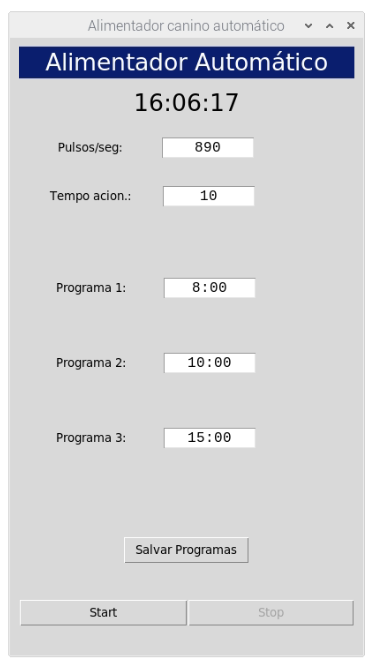 Alimentador canino automático
Alimentador Automático
16:06:17
Pulsos/seg: 890
Tempo acion.: 10
Programa 1: 8:00
Programa 2: 10:00
Programa 3: 15:00
Salvar Programas
Start Stop